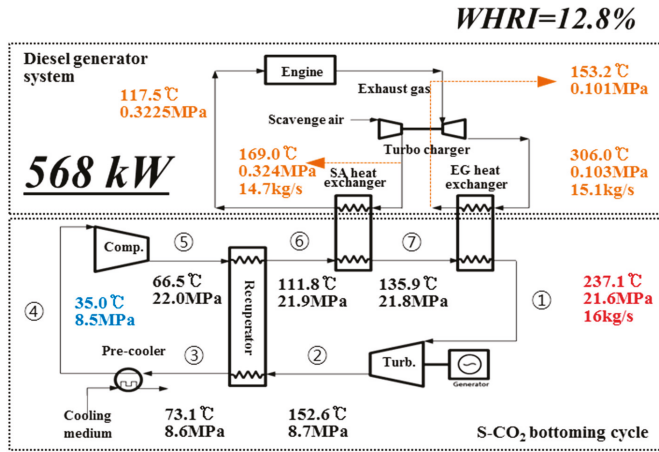 WHRI=12.8%
Diesel generator
system
Engine
117.5℃
0.3225MPa
Exhaust gas
153.2℃
0.101MPa
Scavenge air
Turbo charger
568 kW
169.0℃
0.324MPa
14.7kg/s
SA heat
exchanger
EG heat
exchanger
306.0℃
0.103MPa
15.1kg/s
Comp.
⑤
⑥
⑦
66.5℃
22.0MPa
Recuperator
111.8℃
21.9MPa
135.9℃
21.8MPa
①
237.1℃
21.6MPa
16kg/s
④
35.0℃
8.5MPa
Pre-cooler
③
②
Turb.
Generator
Cooling
medium
73.1℃
8.6MPa
152.6℃
8.7MPa
S-CO₂ bottoming cycle